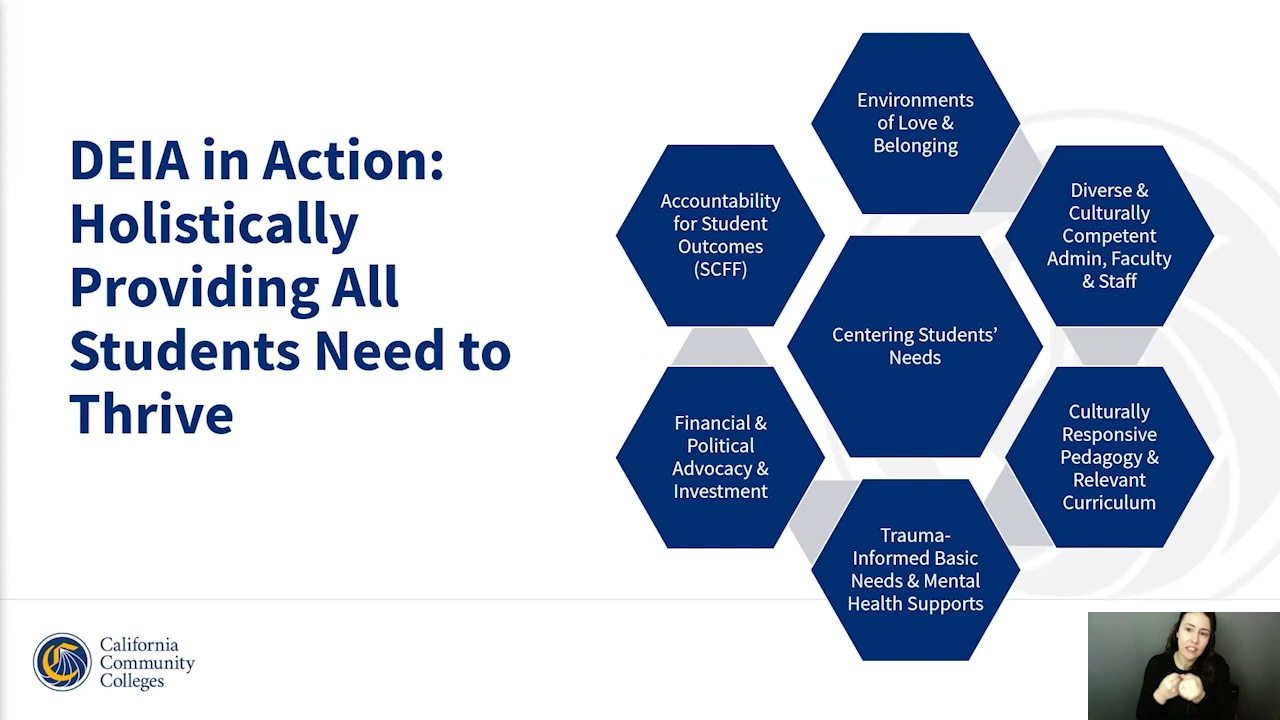 DEIA in Action:
Holistically
Providing All
Students Need to
Thrive
Environments
of Love &
Belonging
Diverse &
Culturally
Competent
Admin, Faculty
& Staff
Culturally
Responsive
Pedagogy &
Relevant
Curriculum
Trauma-
Informed Basic
Needs & Mental
Health Supports
Financial &
Political
Advocacy &
Investment
Accountability
for Student
Outcomes
(SCFF)
Centering Students’
Needs
California
Community
Colleges